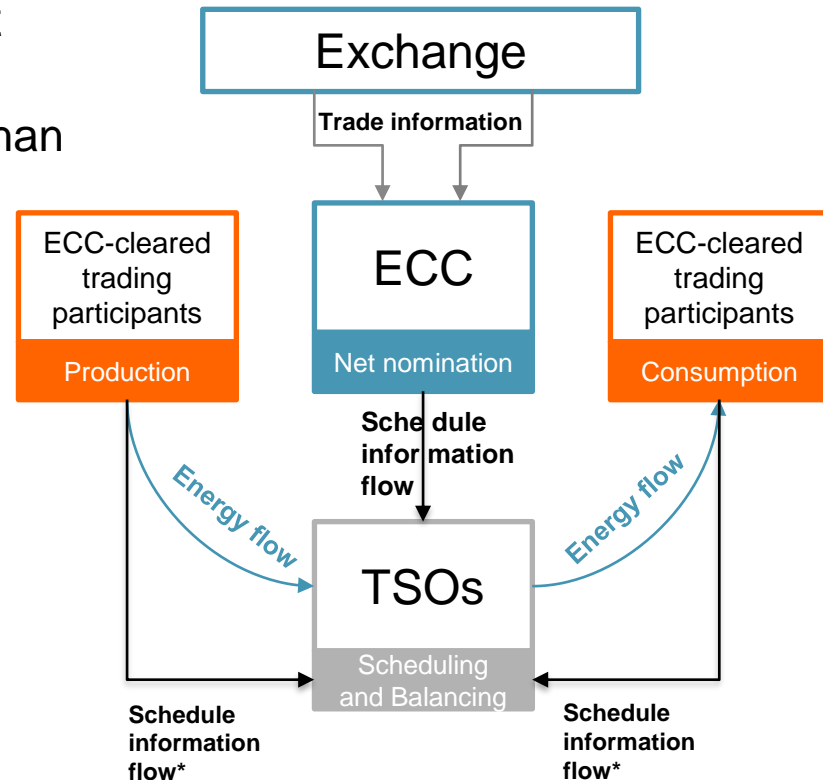 Exchange
han
Trade information
ECC-cleared
trading
participants
Production
ECC
Net nomination
ECC-cleared
trading
participants
Consumption
Sche dule
infor mation
flow
Energy flow
Energy flow
TSOs
Scheduling
and Balancing
Schedule
information
flow*
Schedule
information
flow*